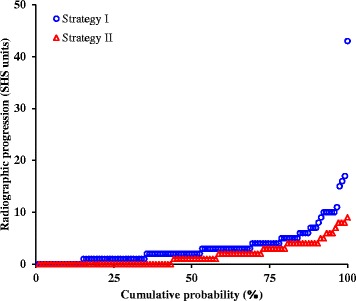 50
40
30
20
10
0
Radiographic progression (SHS units)
Strategy I
Strategy II
0 25 50 75 100
Cumulative probability (%)